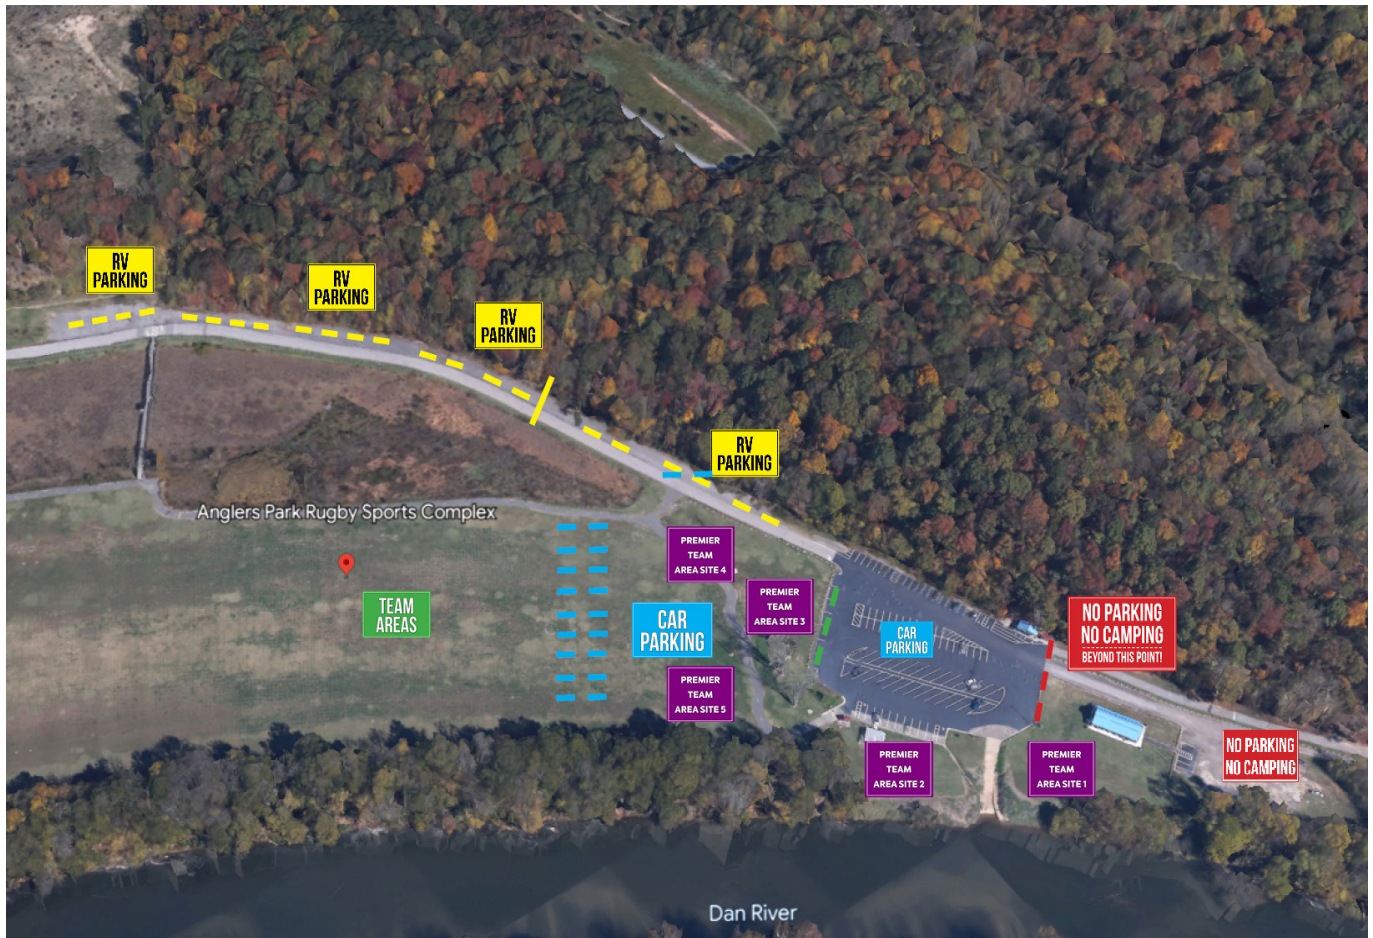 RV
PARKING
RV
PARKING
RV
PARKING
RV
PARKING
Anglers Park Rugby Sports Complex
PREMIER
TEAM
AREA SITE 4
PREMIER
TEAM
AREA SITE 3
TEAM
AREAS
CAR
PARKING
CAR
PARKING
NO PARKING
NO CAMPING
BEYOND THIS POINT!
PREMIER
TEAM
AREA SITE 5
PREMIER
TEAM
AREA SITE 2
PREMIER
TEAM
AREA SITE 1
NO PARKING
NO CAMPING
Dan River